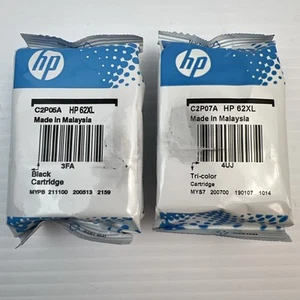 hp
C2P05A HP 62XL
Made in Malaysia
3FA
Black
Cartridge
MYPB 211100 200513 2159
hp
C2P07A HP 62XL
Made in Malaysia
4UJ
Tri-color
Cartridge
MYS7 200700 190107 1014